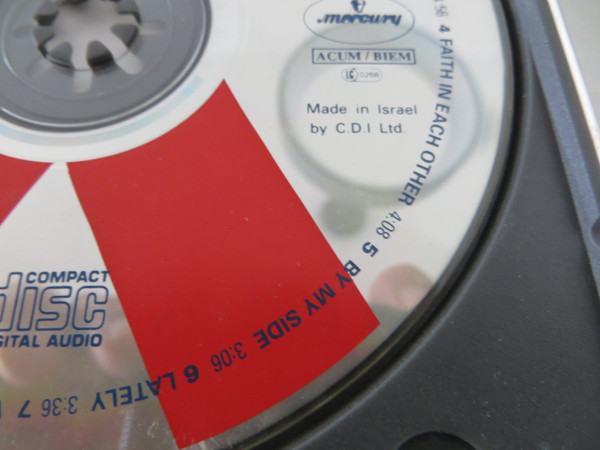 mercury
ACUM/BIEM
Made in Israel
by C.D.I Ltd.
:56 4 FAITH IN EACH OTHER 4:08 5 BY MY SIDE 3:06 6 LATELY 3:36 7
COMPACT
disc
DIGITAL AUDIO